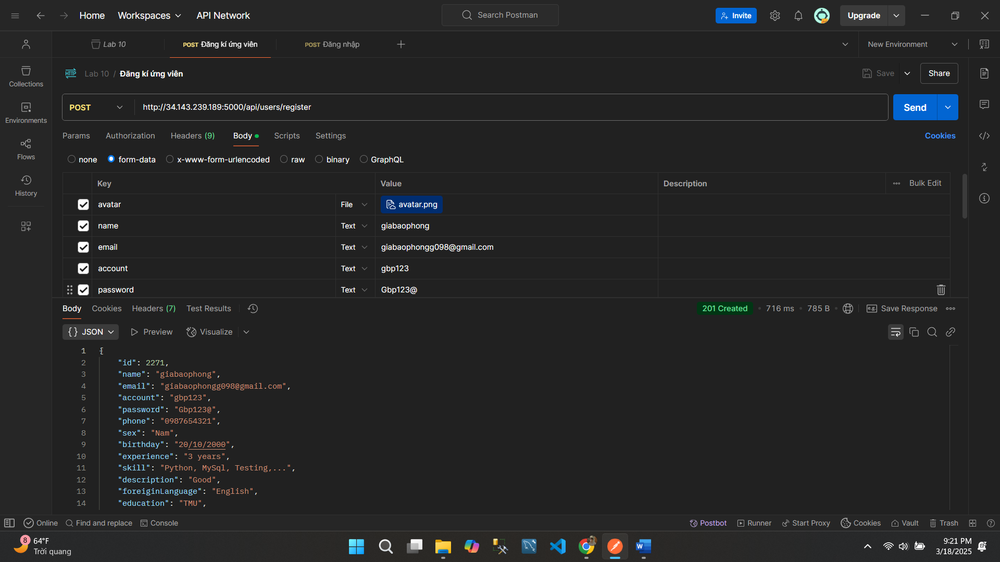 Home Workspaces API Network Search Postman Invite Upgrade
Lab 10 POST Đăng kí ứng viên POST Đăng nhập New Environment
HTTP Lab 10 / Đăng kí ứng viên Save Share
Collections
Environments
Flows
History
POST http://34.143.239.189:5000/api/users/register Send
Params Authorization Headers (9) Body Scripts Settings Cookies
none form-data x-www-form-urlencoded raw binary GraphQL
Key Value Description Bulk Edit
avatar File avatar.png
name Text giabaophong
email Text giabaophongg098@gmail.com
account Text gbp123
password Text Gbp123@
Body Cookies Headers (7) Test Results 201 Created 716 ms 785 B e.g. Save Response
{} JSON Preview Visualize
1 {
2 "id": 2271,
3 "name": "giabaophong",
4 "email": "giabaophongg098@gmail.com",
5 "account": "gbp123",
6 "password": "Gbp123@",
7 "phone": "0987654321",
8 "sex": "Nam",
9 "birthday": "20/10/2000",
10 "experience": "3 years",
11 "skill": "Python, MySql, Testing,...",
12 "description": "Good",
13 "foreiginLanguage": "English",
14 "education": "TMU",
Online Find and replace Console Postbot Runner Start Proxy Cookies Vault Trash
8 64°F
Trời quang
9:21 PM
3/18/2025